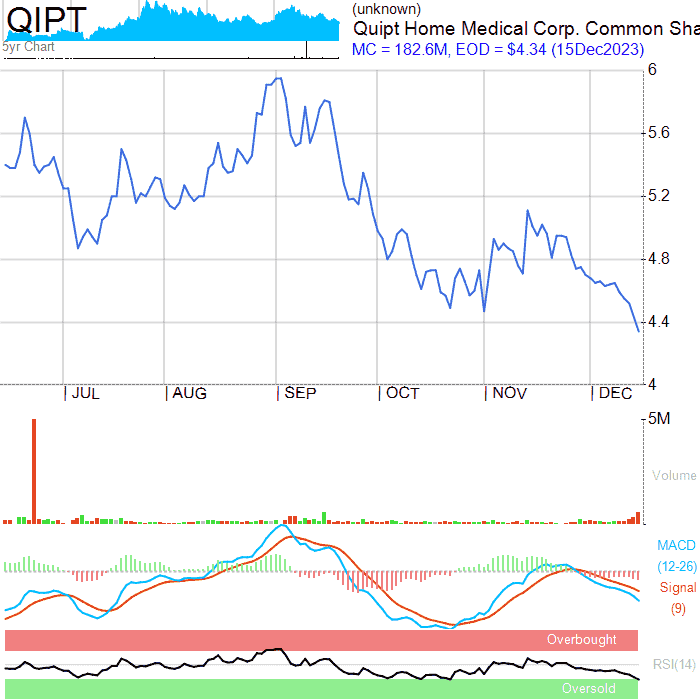 QIPT
(unknown)
Quipt Home Medical Corp. Common Sha
5yr Chart
MC = 182.6M, EOD = $4.34 (15Dec2023)
6
5.6
5.2
4.8
4.4
4
JUL AUG SEP OCT NOV DEC
5M
Volume
MACD
(12-26)
Signal
(9)
Overbought
RSI(14)
Oversold